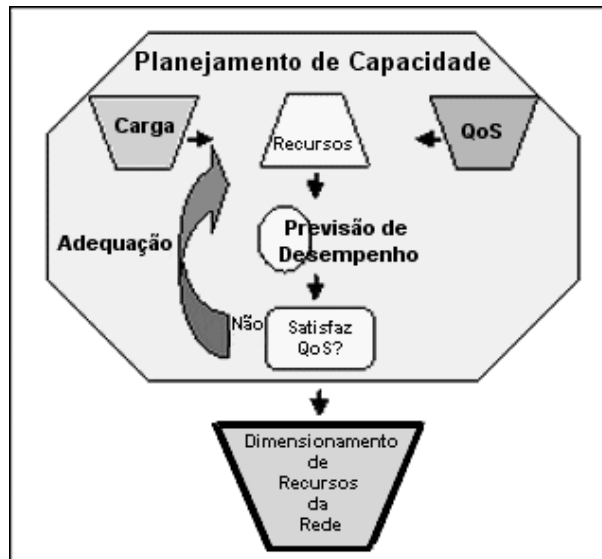 Planejamento de Capacidade
Carga
Recursos
QoS
Previsão de
Desempenho
Adequação
Não
Satisfaz
QoS?
Dimensionamento
de
Recursos
da
Rede